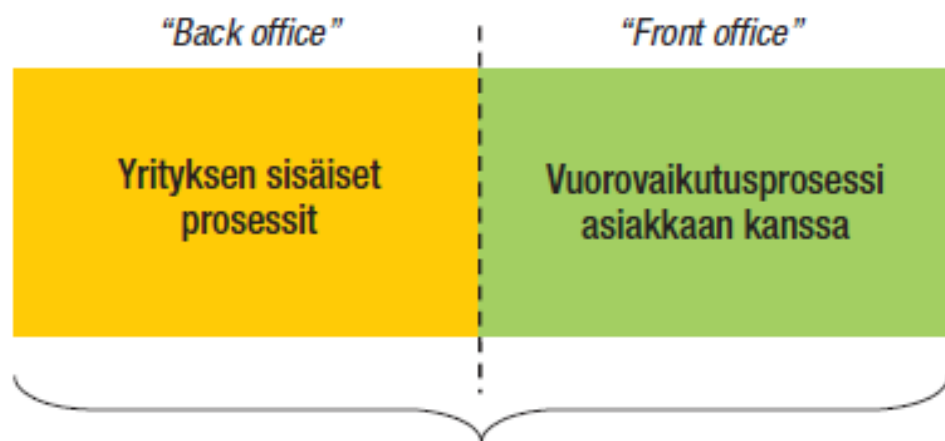 “Back office”
“Front office”
Yrityksen sisäiset
prosessit
Vuorovaikutusprosessi
asiakkaan kanssa